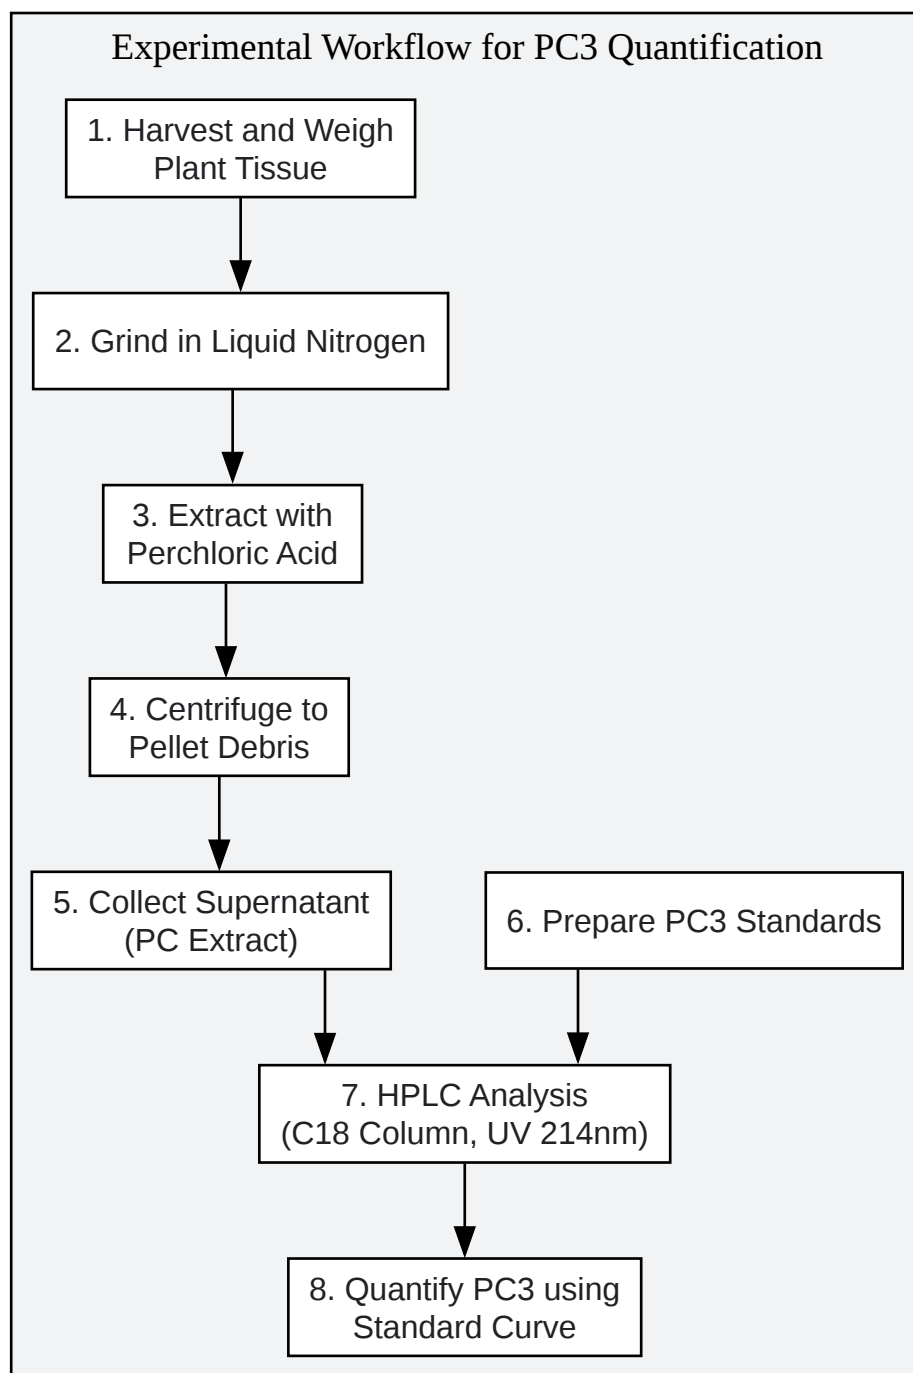 Experimental Workflow for PC3 Quantification
1. Harvest and Weigh
Plant Tissue
2. Grind in Liquid Nitrogen
3. Extract with
Perchloric Acid
4. Centrifuge to
Pellet Debris
5. Collect Supernatant
(PC Extract)
6. Prepare PC3 Standards
7. HPLC Analysis
(C18 Column, UV 214nm)
8. Quantify PC3 using
Standard Curve